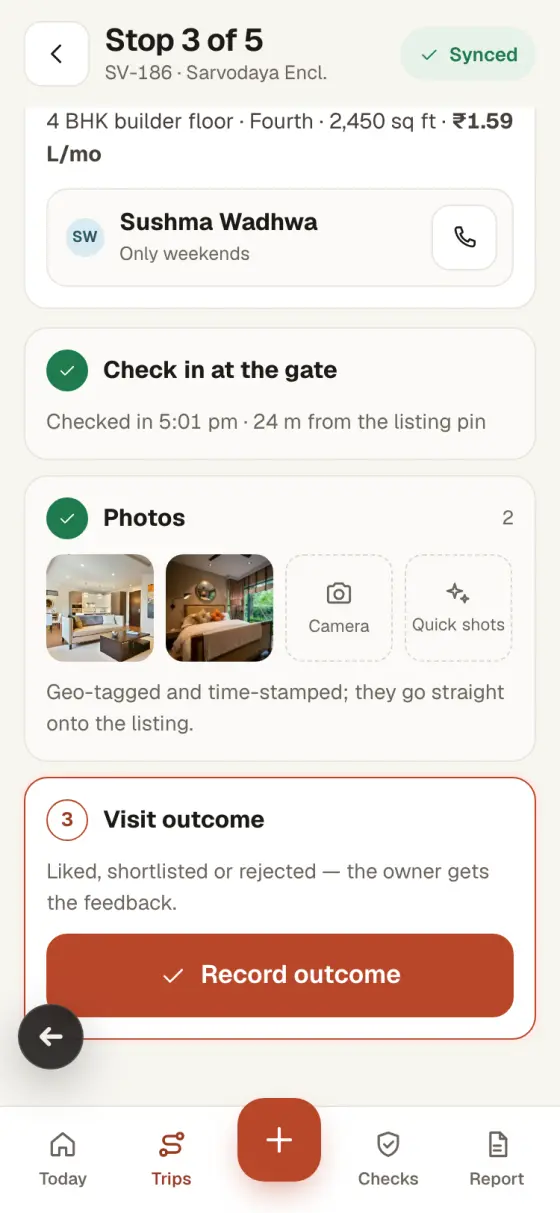 Stop 3 of 5
SV-186 · Sarvodaya Encl.
Synced
4 BHK builder floor · Fourth · 2,450 sq ft · ₹1.59
L/mo
SW
Sushma Wadhwa
Only weekends
Check in at the gate
Checked in 5:01 pm · 24 m from the listing pin
Photos
2
Camera
Quick shots
Geo-tagged and time-stamped; they go straight
onto the listing.
3
Visit outcome
Liked, shortlisted or rejected — the owner gets
the feedback.
Record outcome
Today
Trips
Checks
Report